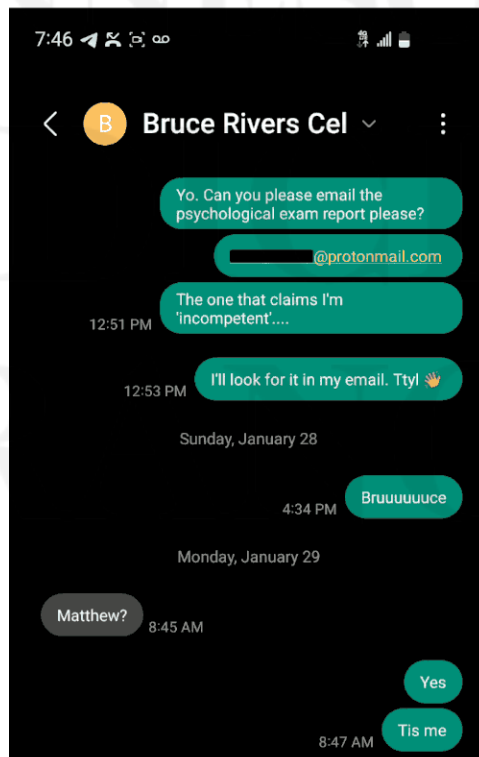 7:46
B Bruce Rivers Cel
Yo. Can you please email the
psychological exam report please?
@protonmail.com
The one that claims I'm
'incompetent'....
12:51 PM
I'll look for it in my email. Ttyl 👋
12:53 PM
Sunday, January 28
Bruuuuuuce
4:34 PM
Monday, January 29
Matthew?
8:45 AM
Yes
Tis me
8:47 AM